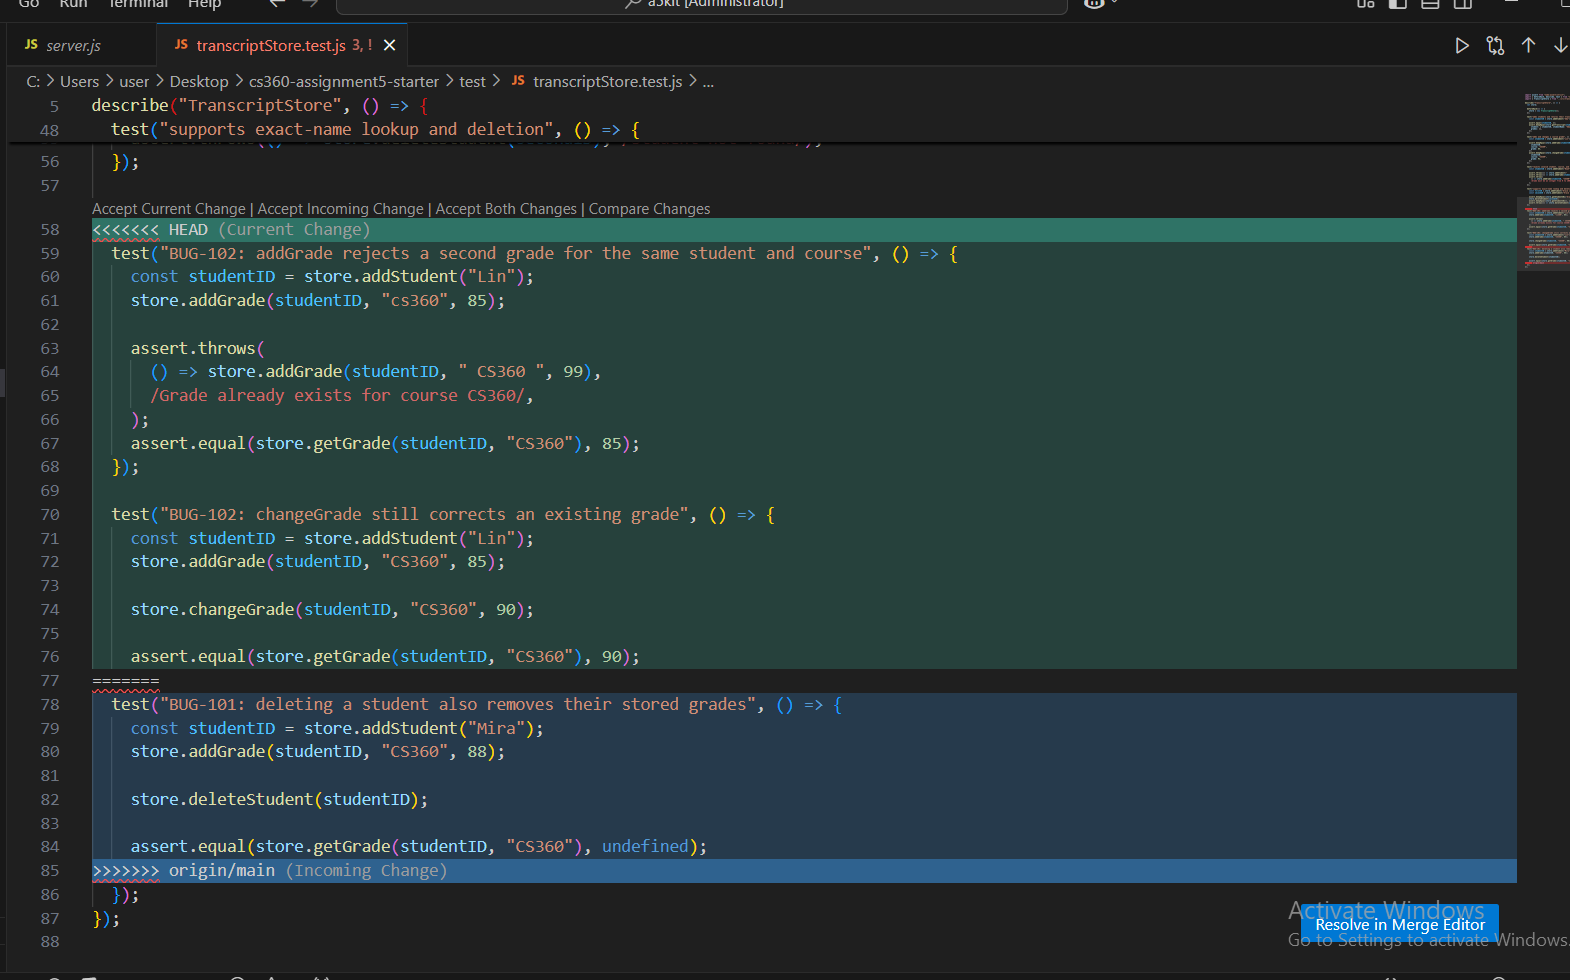 Go Run Terminal Help
a5kit [Administrator]
JS server.js
JS transcriptStore.test.js 3, !
C: > Users > user > Desktop > cs360-assignment5-starter > test > JS transcriptStore.test.js > ...
5 describe("TranscriptStore", () => {
48 test("supports exact-name lookup and deletion", () => {
56 });
57
Accept Current Change | Accept Incoming Change | Accept Both Changes | Compare Changes
58 <<<<<<< HEAD (Current Change)
59 test("BUG-102: addGrade rejects a second grade for the same student and course", () => {
60 const studentID = store.addStudent("Lin");
61 store.addGrade(studentID, "cs360", 85);
62
63 assert.throws(
64 () => store.addGrade(studentID, " CS360 ", 99),
65 /Grade already exists for course CS360/,
66 );
67 assert.equal(store.getGrade(studentID, "CS360"), 85);
68 });
69
70 test("BUG-102: changeGrade still corrects an existing grade", () => {
71 const studentID = store.addStudent("Lin");
72 store.addGrade(studentID, "CS360", 85);
73
74 store.changeGrade(studentID, "CS360", 90);
75
76 assert.equal(store.getGrade(studentID, "CS360"), 90);
77 =======
78 test("BUG-101: deleting a student also removes their stored grades", () => {
79 const studentID = store.addStudent("Mira");
80 store.addGrade(studentID, "CS360", 88);
81
82 store.deleteStudent(studentID);
83
84 assert.equal(store.getGrade(studentID, "CS360"), undefined);
85 >>>>>>> origin/main (Incoming Change)
86 });
87 });
88
Activate Windows
Resolve in Merge Editor
Go to Settings to activate Windows.